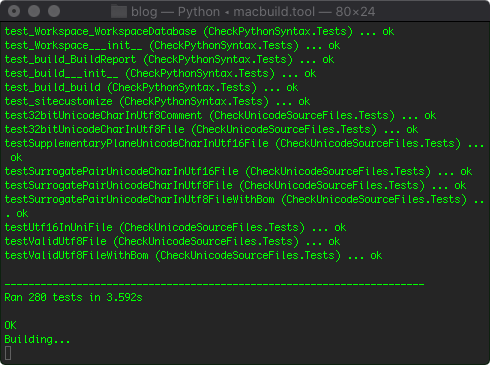 blog — Python • macbuild.tool — 80×24
test_Workspace_WorkspaceDatabase (CheckPythonSyntax.Tests) ... ok
test_Workspace___init__ (CheckPythonSyntax.Tests) ... ok
test_build_BuildReport (CheckPythonSyntax.Tests) ... ok
test_build___init__ (CheckPythonSyntax.Tests) ... ok
test_build_build (CheckPythonSyntax.Tests) ... ok
test_sitecustomize (CheckPythonSyntax.Tests) ... ok
test32bitUnicodeCharInUtf8Comment (CheckUnicodeSourceFiles.Tests) ... ok
test32bitUnicodeCharInUtf8File (CheckUnicodeSourceFiles.Tests) ... ok
testSupplementaryPlaneUnicodeCharInUtf16File (CheckUnicodeSourceFiles.Tests) ...
 ok
testSurrogatePairUnicodeCharInUtf16File (CheckUnicodeSourceFiles.Tests) ... ok
testSurrogatePairUnicodeCharInUtf8File (CheckUnicodeSourceFiles.Tests) ... ok
testSurrogatePairUnicodeCharInUtf8FileWithBom (CheckUnicodeSourceFiles.Tests) ..
. ok
testUtf16InUniFile (CheckUnicodeSourceFiles.Tests) ... ok
testValidUtf8File (CheckUnicodeSourceFiles.Tests) ... ok
testValidUtf8FileWithBom (CheckUnicodeSourceFiles.Tests) ... ok
----------------------------------------------------------------------
Ran 280 tests in 3.592s
OK
Building...